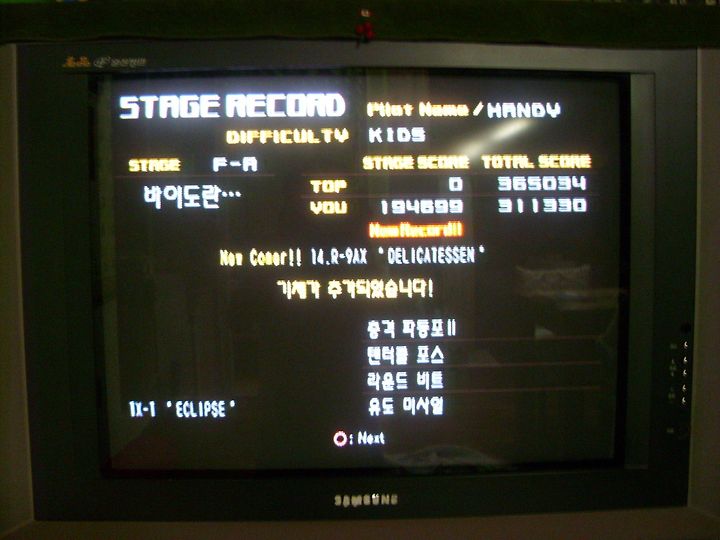 STAGE RECORD Pilot Name / HANDY
DIFFICULTY KIDS
STAGE F-A STAGE SCORE TOTAL SCORE
바이도란… TOP 0 365034
YOU 194699 311330
New Record!!
New Comer!! 14.R-9AX "DELICATESSEN"
기체가 추가되었습니다!
충격 파동포II
텐터클 포스
라운드 비트
TX-T "ECLIPSE" 유도 미사일
O: Next
SAMSUNG